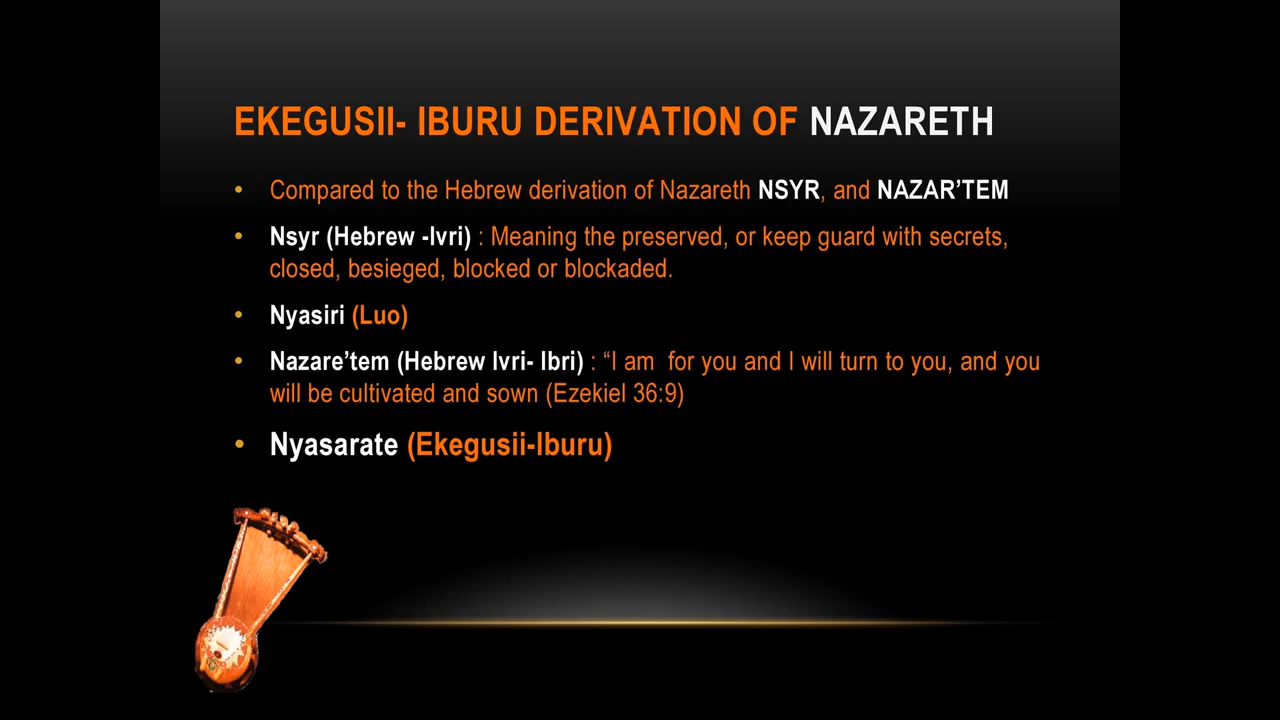 EKEGUSII- IBURU DERIVATION OF NAZARETH
• Compared to the Hebrew derivation of Nazareth NSYR, and NAZAR’TEM
• Nsyr (Hebrew -Ivri) : Meaning the preserved, or keep guard with secrets,
closed, besieged, blocked or blockaded.
• Nyasiri (Luo)
• Nazare’tem (Hebrew Ivri- Ibri) : “I am  for you and I will turn to you, and you
will be cultivated and sown (Ezekiel 36:9)
• Nyasarate (Ekegusii-Iburu)